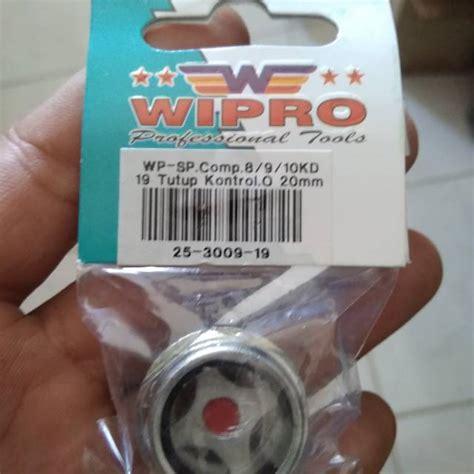 W
WIPRO
Professional Tools
WP-SP.Comp.8/9/10KD
19 Tutup Kontrol.O 20mm
25-3009-19